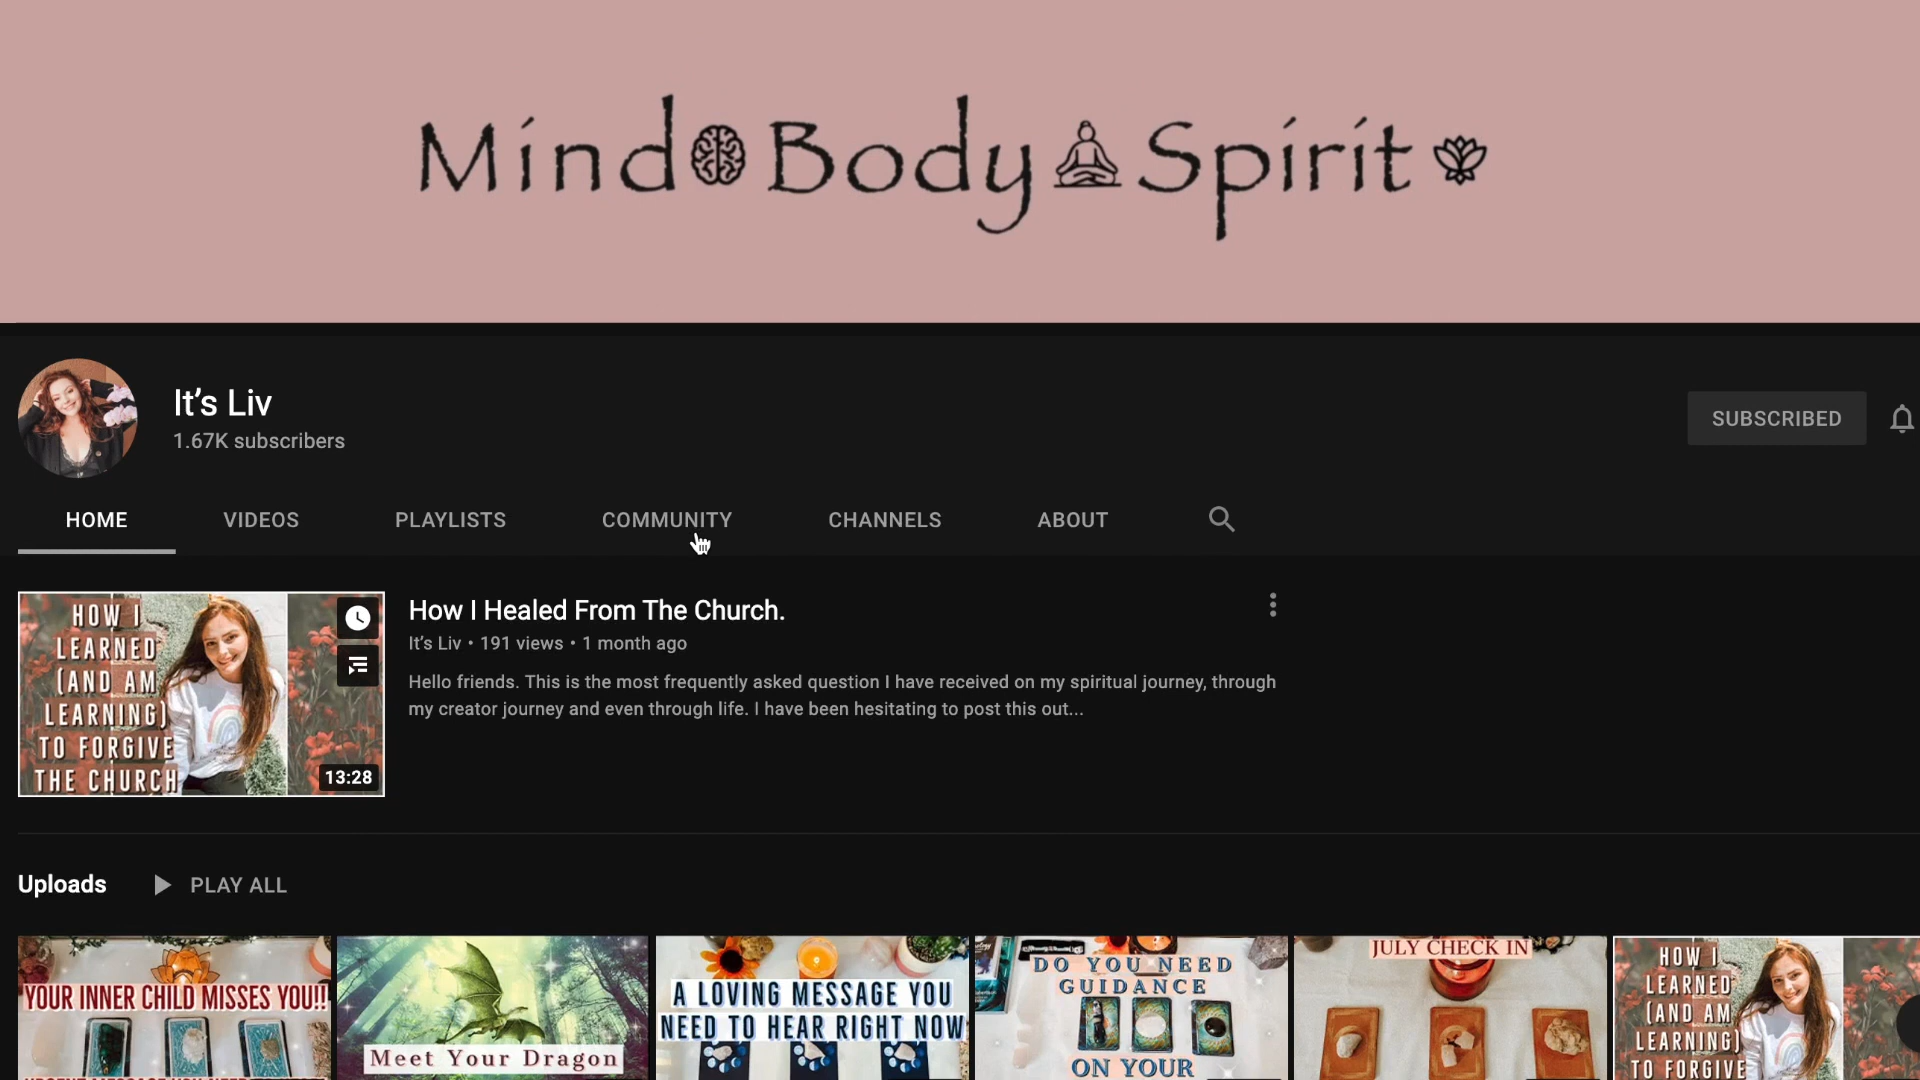 Mind Body Spirit
It's Liv
1.67K subscribers
SUBSCRIBED
HOME
VIDEOS
PLAYLISTS
COMMUNITY
CHANNELS
ABOUT
HOW I
LEARNED
(AND AM
LEARNING)
TO FORGIVE
THE CHURCH
13:28
How I Healed From The Church.
It's Liv • 191 views • 1 month ago
Hello friends. This is the most frequently asked question I have received on my spiritual journey, through
my creator journey and even through life. I have been hesitating to post this out...
Uploads
PLAY ALL
YOUR INNER CHILD MISSES YOU!!
Meet Your Dragon
A LOVING MESSAGE YOU
NEED TO HEAR RIGHT NOW
DO YOU NEED
GUIDANCE
ON YOUR
JULY CHECK IN
HOW I
LEARNED
(AND AM
LEARNING)
TO FORGIVE